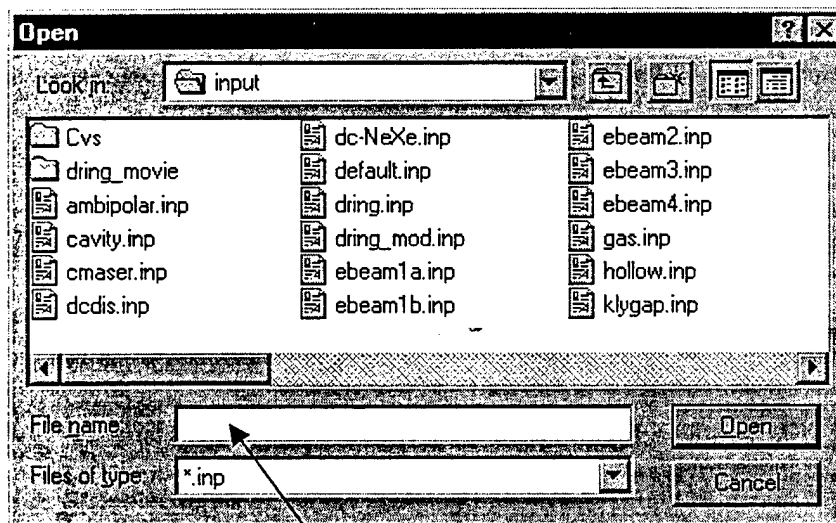 Open
Look in: input
Cvs dc-NeXe.inp ebeam2.inp
dring_movie default.inp ebeam3.inp
ambipolar.inp dring.inp ebeam4.inp
cavity.inp dring_mod.inp gas.inp
cmaser.inp ebeam1a.inp hollow.inp
dcdis.inp ebeam1b.inp klygap.inp
File name: Open
Files of type: *.inp Cancel